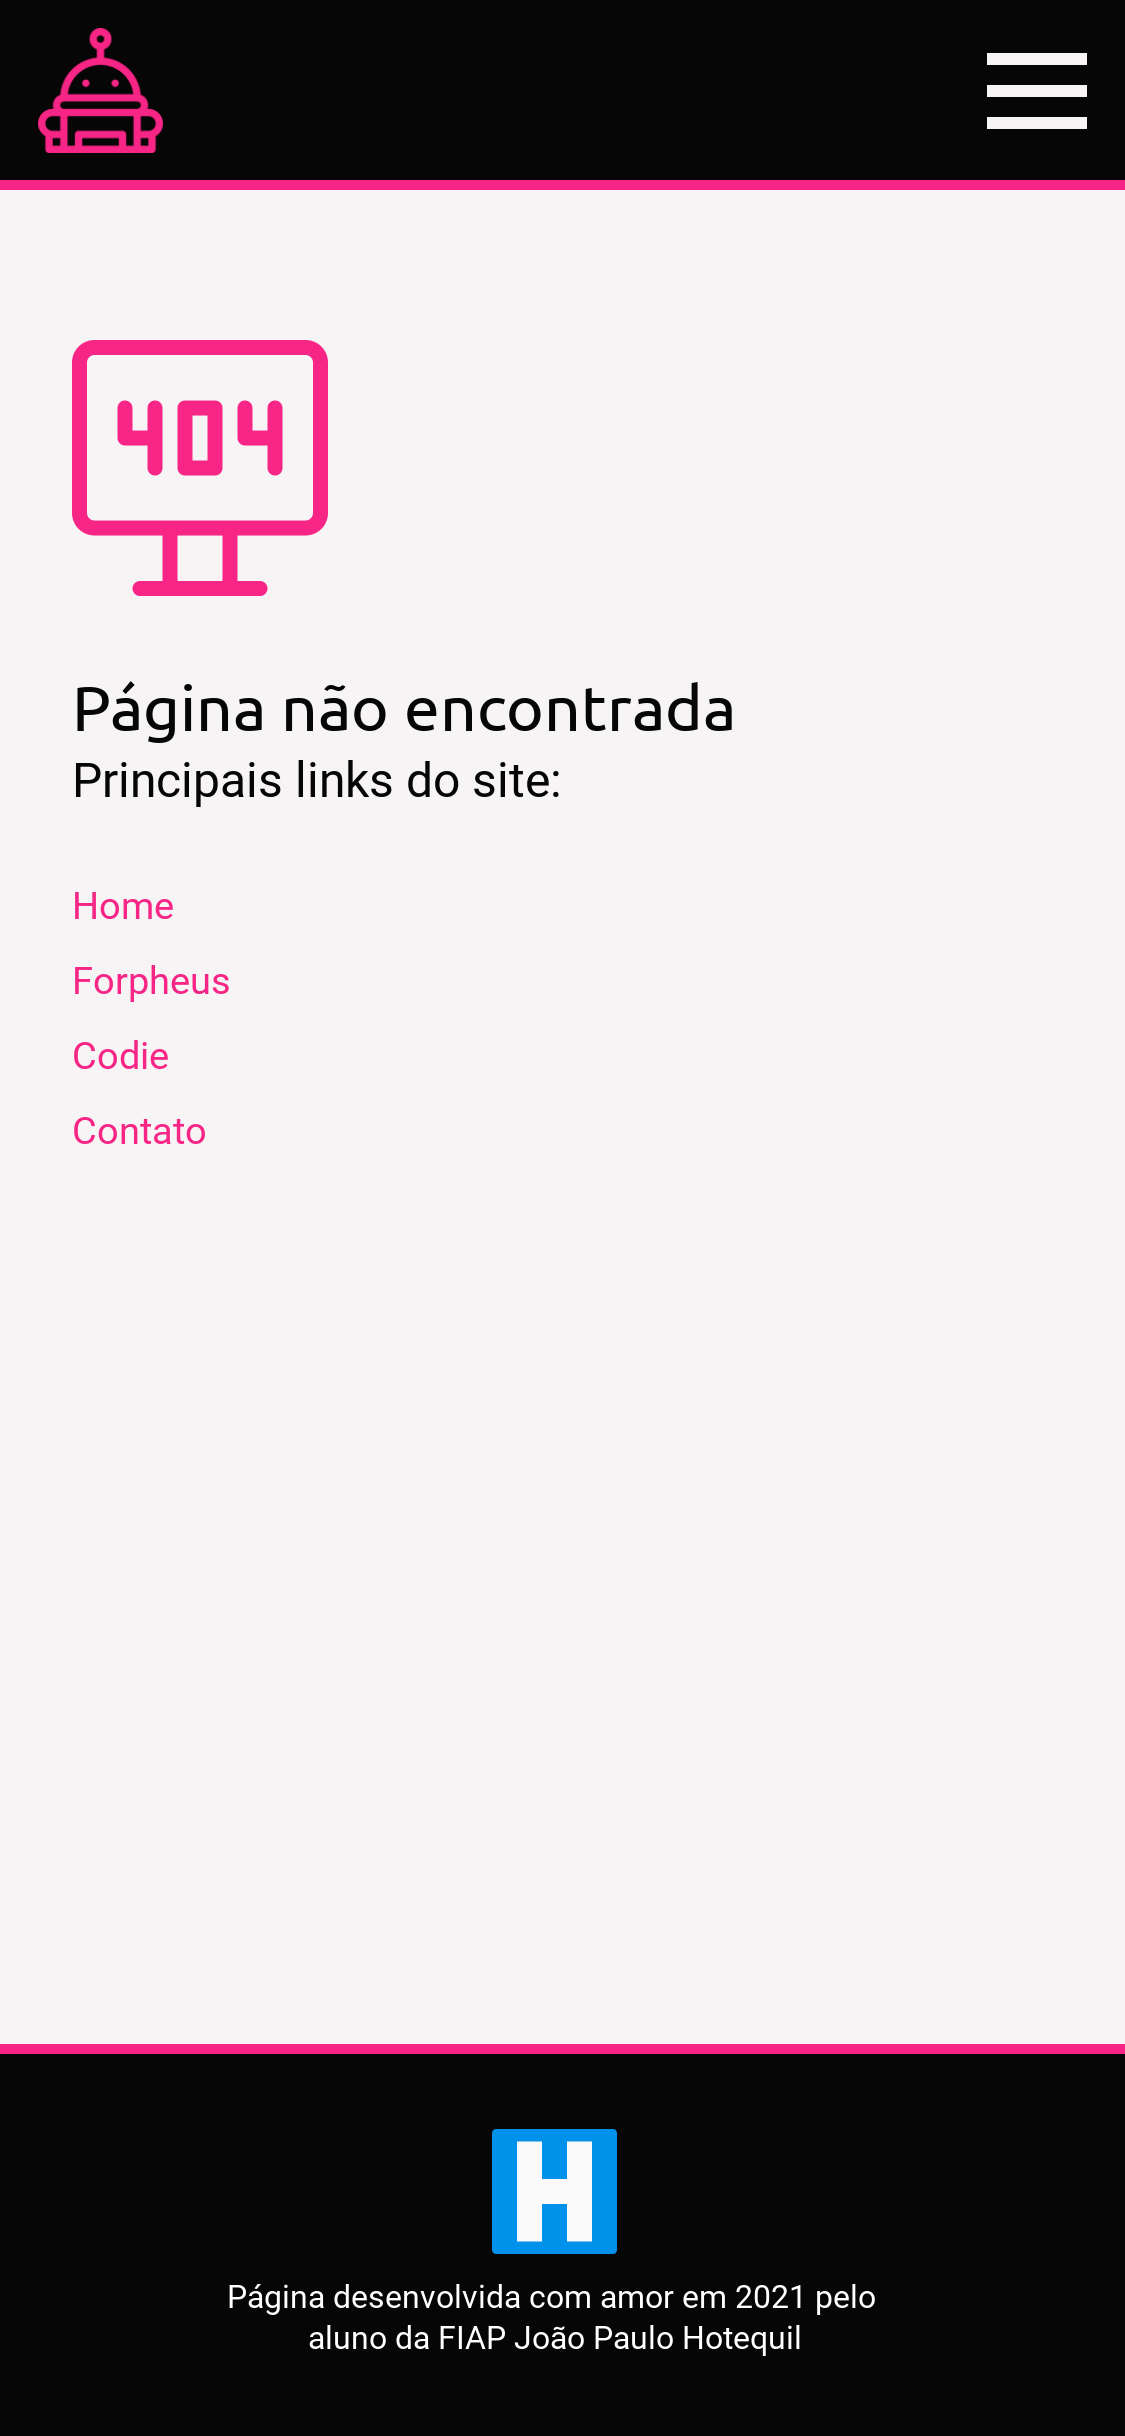 404
Página não encontrada
Principais links do site:
Home
Forpheus
Codie
Contato
H
Página desenvolvida com amor em 2021 pelo
aluno da FIAP João Paulo Hotequil